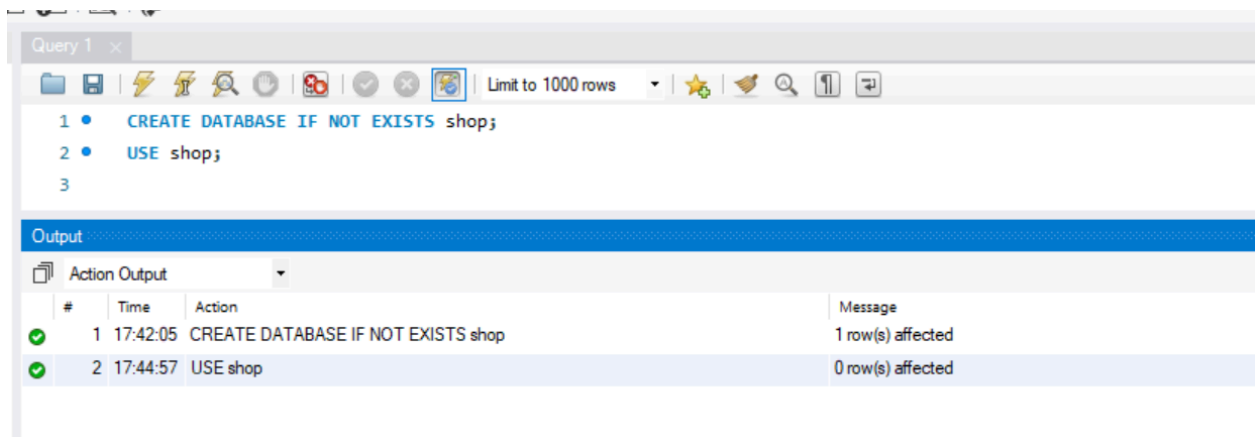 Query 1
Limit to 1000 rows
1 CREATE DATABASE IF NOT EXISTS shop;
2 USE shop;
3
Output
Action Output
# Time Action Message
1 17:42:05 CREATE DATABASE IF NOT EXISTS shop 1 row(s) affected
2 17:44:57 USE shop 0 row(s) affected